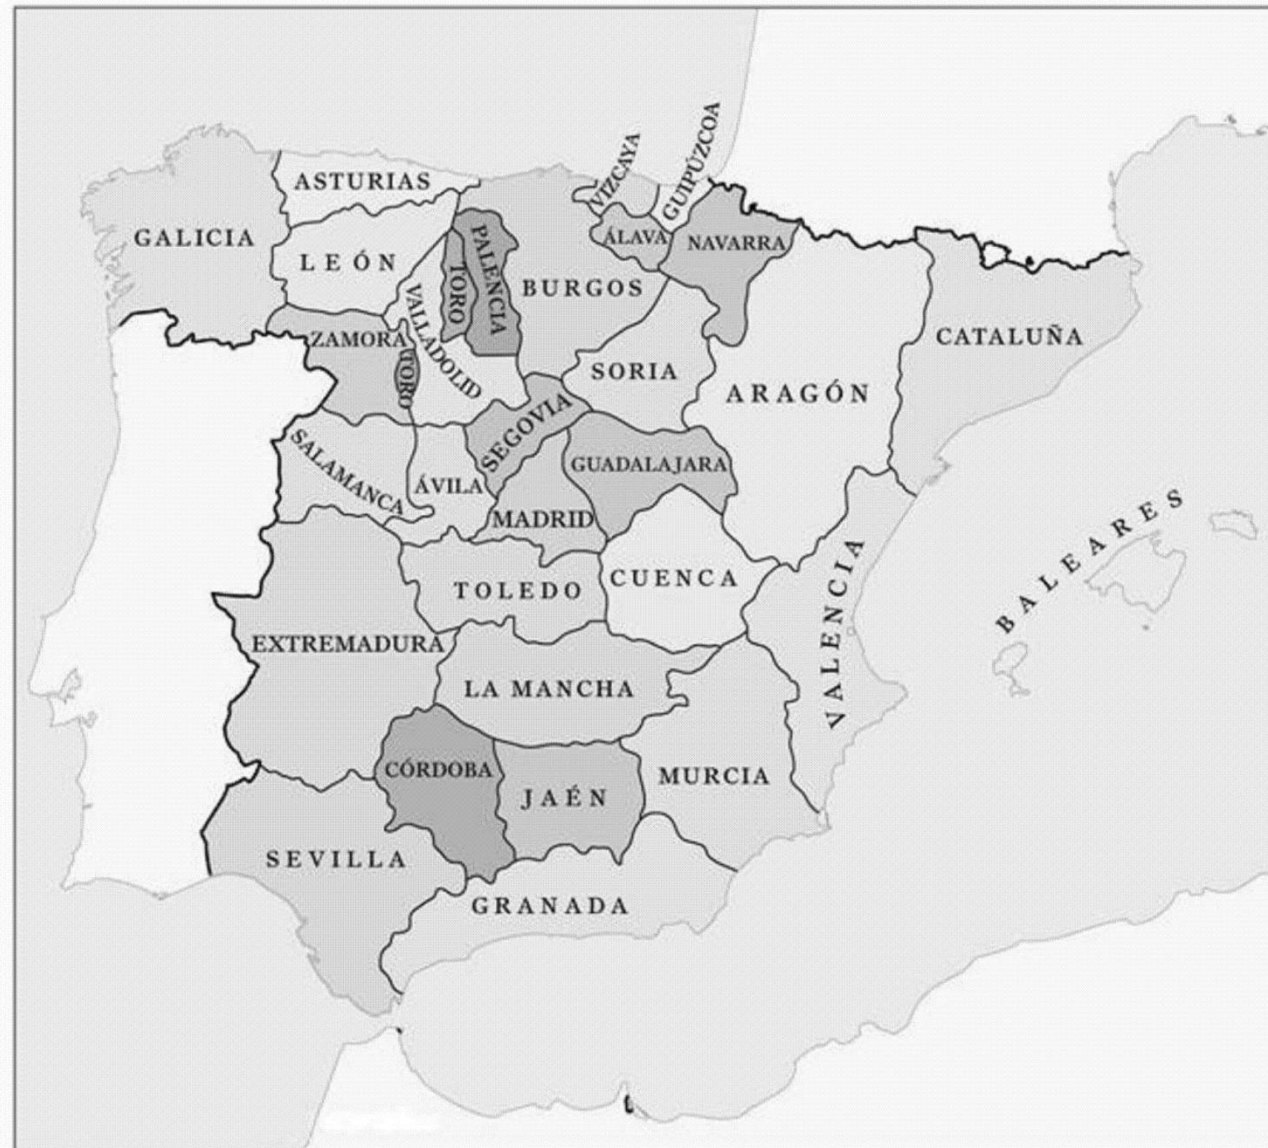 VIZCAYA
GUIPÚZCOA
ASTURIAS
GALICIA
LEÓN
PALENCIA
TORO
ÁLAVA
NAVARRA
BURGOS
VALLADOLID
ZAMORA
TORO
CATALUÑA
SORIA
ARAGÓN
SEGOVIA
SALAMANCA
ÁVILA
GUADALAJARA
MADRID
BALEARES
CUENCA
TOLEDO
VALENCIA
EXTREMADURA
LA MANCHA
CÓRDOBA
JAÉN
MURCIA
SEVILLA
GRANADA